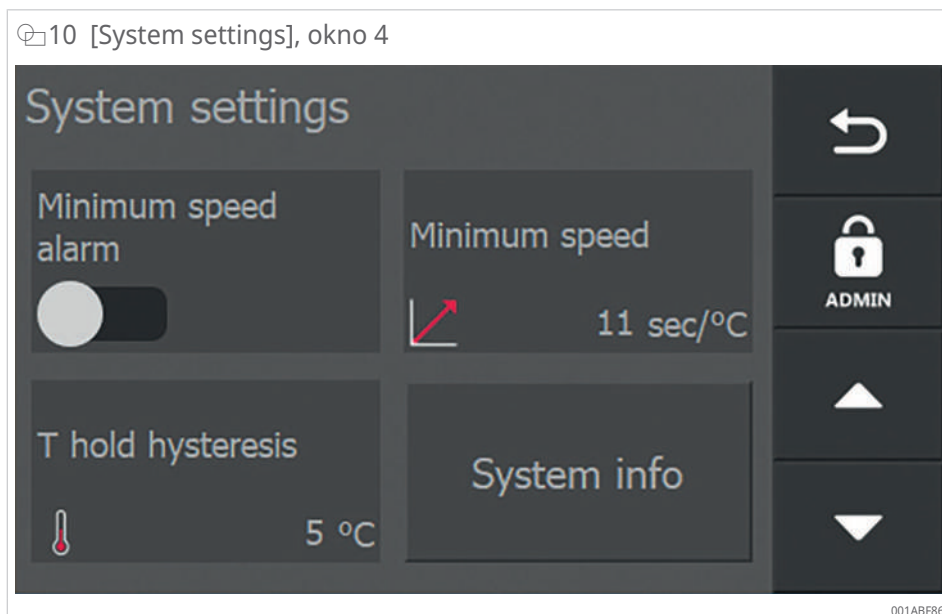 10 [System settings], okno 4
System settings
Minimum speed
alarm
Minimum speed
11 sec/°C
ADMIN
T hold hysteresis
5 °C
System info
001ABF86